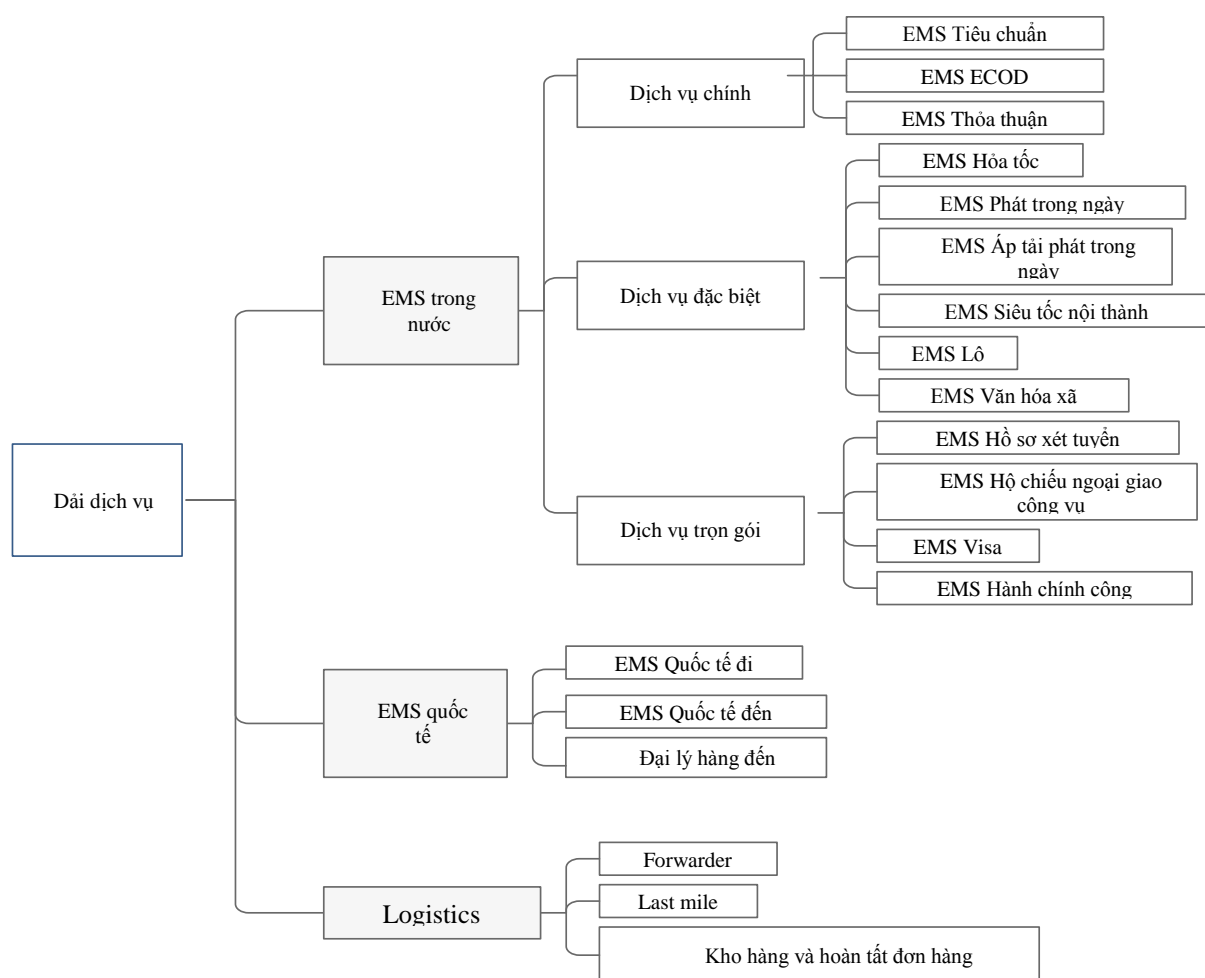 EMS Tiêu chuẩn
Dịch vụ chính
EMS ECOD
EMS Thỏa thuận
EMS Hỏa tốc
EMS Phát trong ngày
EMS Áp tải phát trong
ngày
EMS trong
nước
Dịch vụ đặc biệt
EMS Siêu tốc nội thành
EMS Lô
EMS Văn hóa xã
EMS Hồ sơ xét tuyển
Dải dịch vụ
EMS Hộ chiếu ngoại giao
công vụ
Dịch vụ trọn gói
EMS Visa
EMS Hành chính công
EMS Quốc tế đi
EMS quốc
tế
EMS Quốc tế đến
Đại lý hàng đến
Forwarder
Logistics
Last mile
Kho hàng và hoàn tất đơn hàng